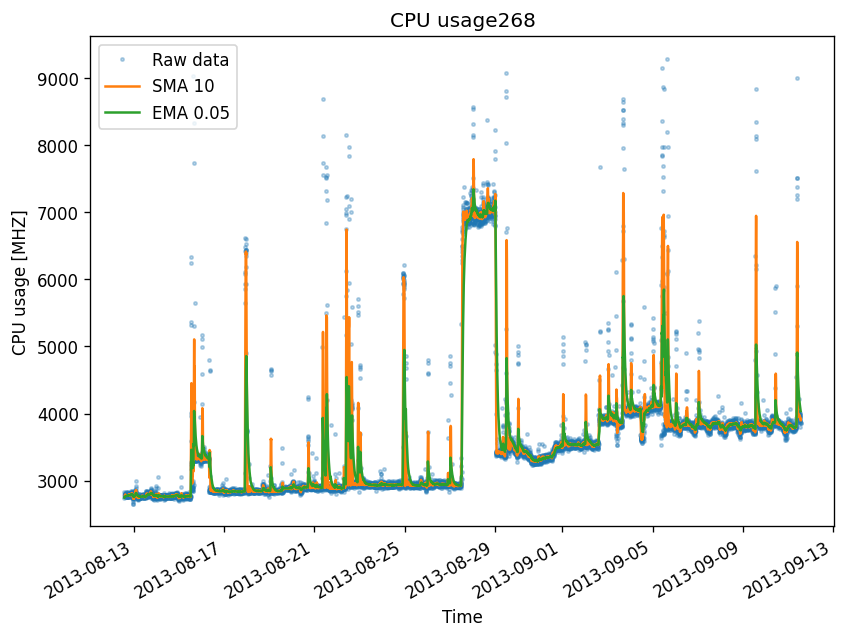 CPU usage268
Raw data
SMA 10
EMA 0.05
CPU usage [MHZ]
9000
8000
7000
6000
5000
4000
3000
2013-08-13
2013-08-17
2013-08-21
2013-08-25
2013-08-29
2013-09-01
2013-09-05
2013-09-09
2013-09-13
Time